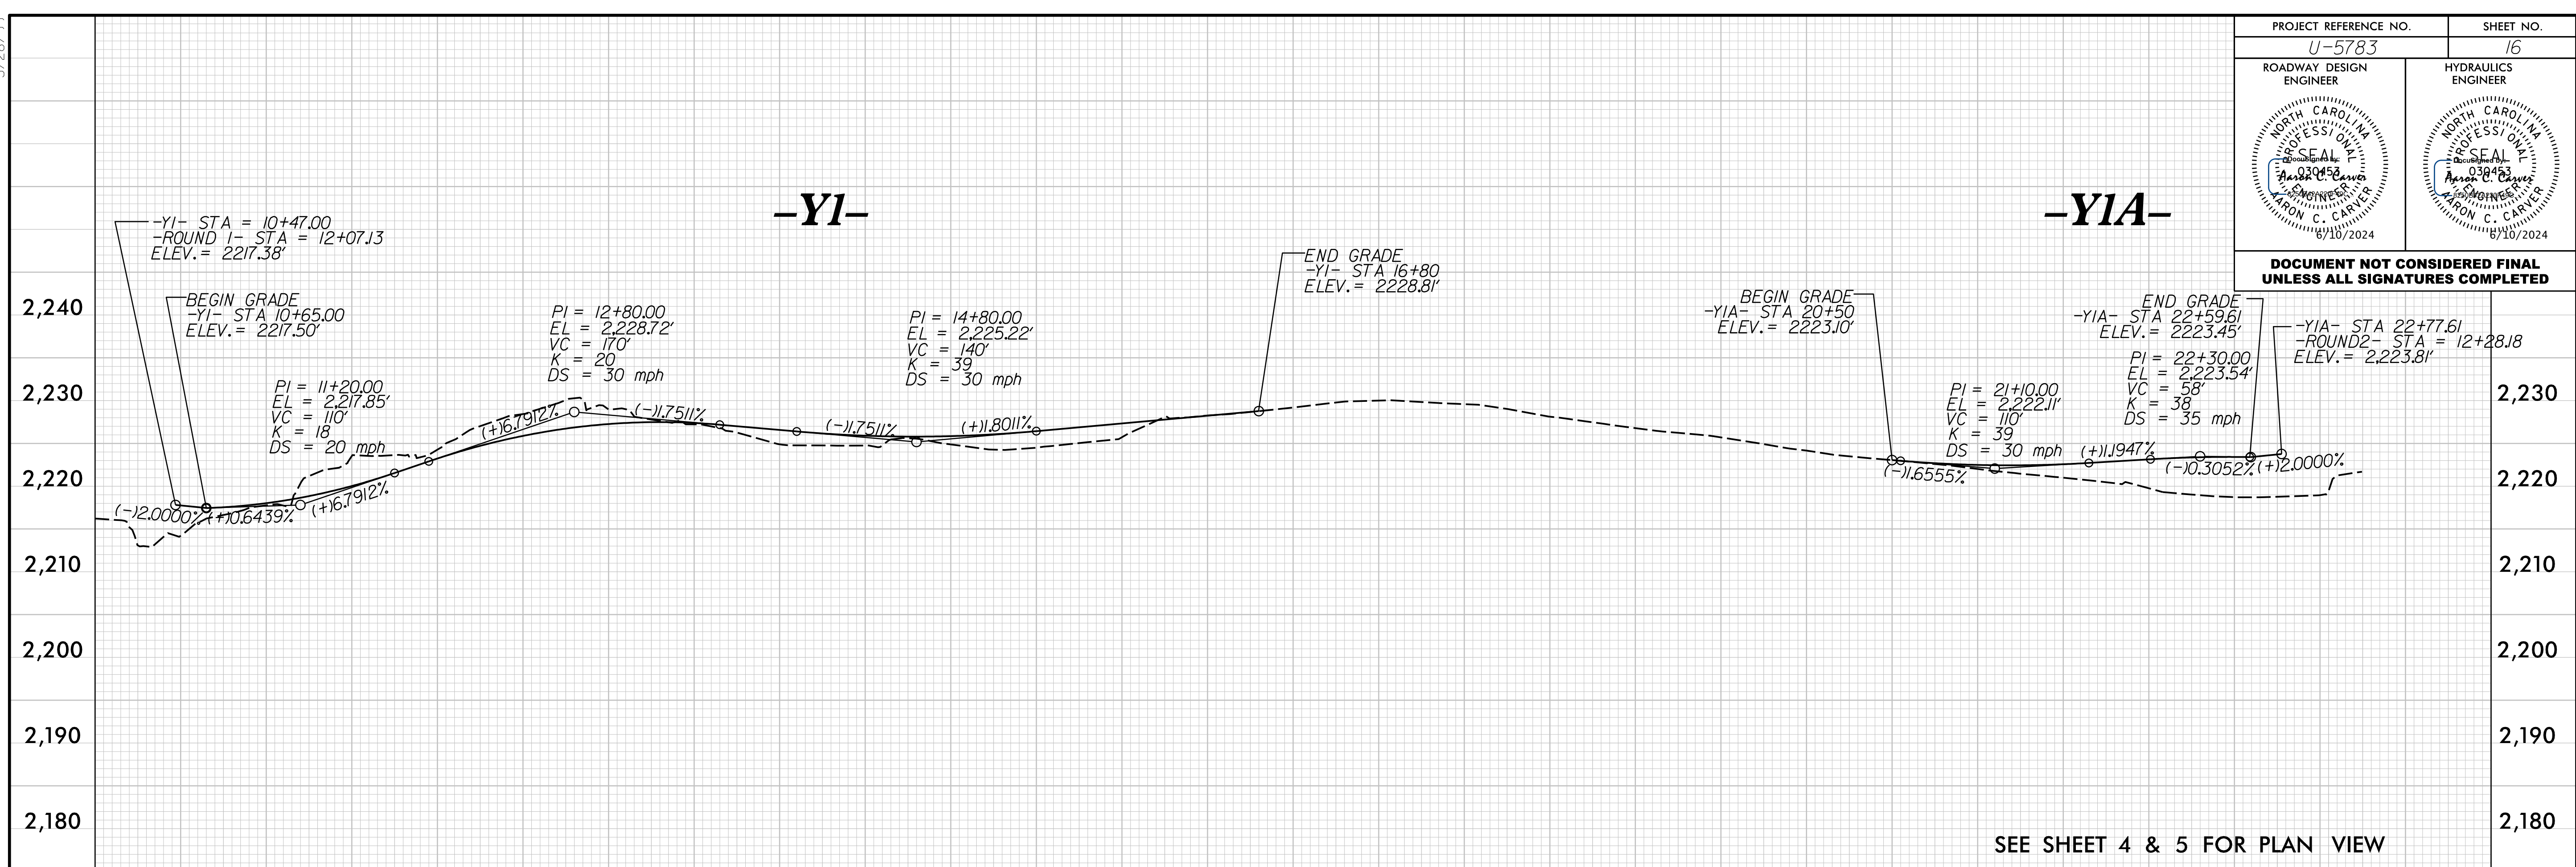 PROJECT REFERENCE NO.
SHEET NO.
U-5783
16
ROADWAY DESIGN
ENGINEER
HYDRAULICS
ENGINEER
NORTH CAROLINA
PROFESSIONAL
SEAL
DocuSigned by:
030453
Aaron C. Carver
ENGINEER
AARON C. CARVER
6/10/2024
NORTH CAROLINA
PROFESSIONAL
SEAL
DocuSigned by:
030453
Aaron C. Carver
ENGINEER
AARON C. CARVER
6/10/2024
DOCUMENT NOT CONSIDERED FINAL
UNLESS ALL SIGNATURES COMPLETED
-Y1-
-Y1A-
-Y1- STA = 10+47.00
-ROUND 1- STA = 12+07.13
ELEV.= 2217.38'
BEGIN GRADE
-Y1- STA 10+65.00
ELEV.= 2217.50'
PI = 11+20.00
EL = 2,217.85'
VC = 110'
K = 18
DS = 20 mph
PI = 12+80.00
EL = 2,228.72'
VC = 170'
K = 20
DS = 30 mph
PI = 14+80.00
EL = 2,225.22'
VC = 140'
K = 39
DS = 30 mph
END GRADE
-Y1- STA 16+80
ELEV.= 2228.81'
BEGIN GRADE
-Y1A- STA 20+50
ELEV.= 2223.10'
PI = 21+10.00
EL = 2,222.11'
VC = 110'
K = 39
DS = 30 mph
END GRADE
-Y1A- STA 22+59.61
ELEV.= 2223.45'
PI = 22+30.00
EL = 2,223.54'
VC = 58'
K = 38
DS = 35 mph
-Y1A- STA 22+77.61
-ROUND2- STA = 12+28.18
ELEV.= 2,223.81'
(-)2.0000%
(+)0.6439%
(+)6.7912%
(+)6.7912%
(-)1.7511%
(-)1.7511%
(+)1.8011%
(-)1.6555%
(+)1.1947%
(-)0.3052%
(+)2.0000%
2,240
2,230
2,220
2,210
2,200
2,190
2,180
2,230
2,220
2,210
2,200
2,190
2,180
SEE SHEET 4 & 5 FOR PLAN VIEW